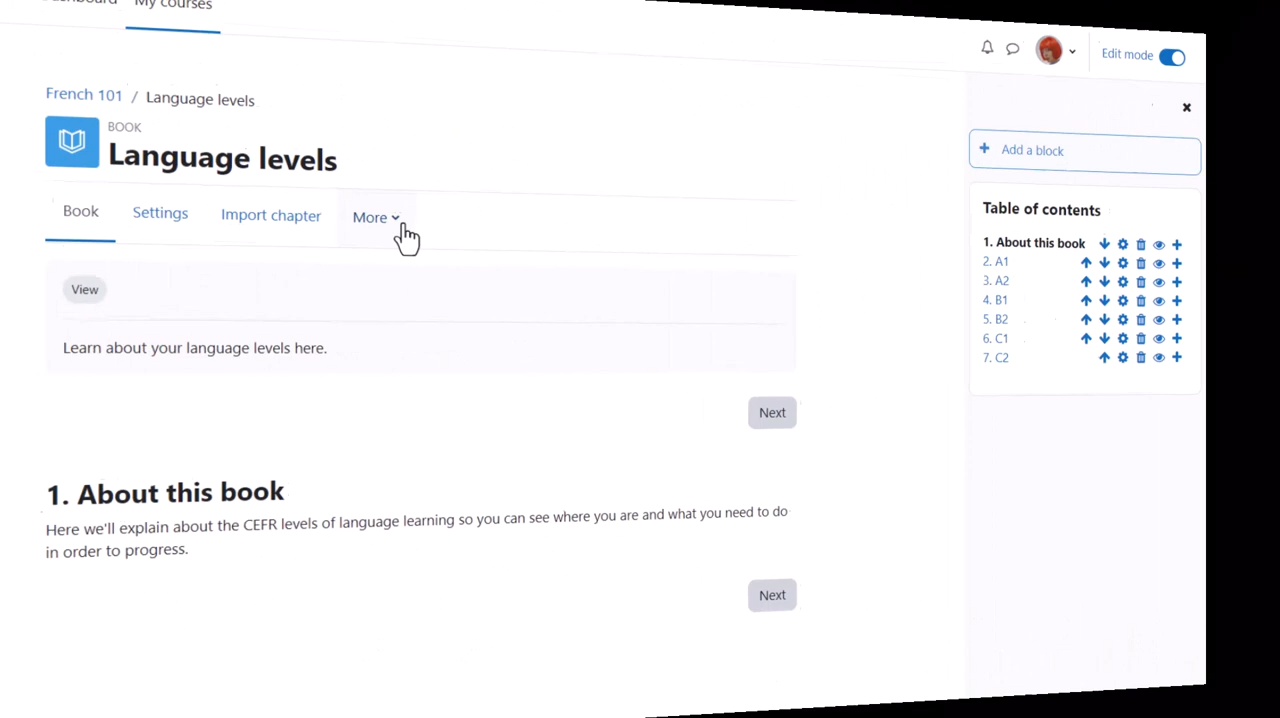 My courses
Edit mode
French 101 / Language levels
BOOK
Language levels
Add a block
Book
Settings
Import chapter
More
Table of contents
1. About this book
2. A1
3. A2
4. B1
5. B2
6. C1
7. C2
View
Learn about your language levels here.
Next
1. About this book
Here we'll explain about the CEFR levels of language learning so you can see where you are and what you need to do
in order to progress.
Next